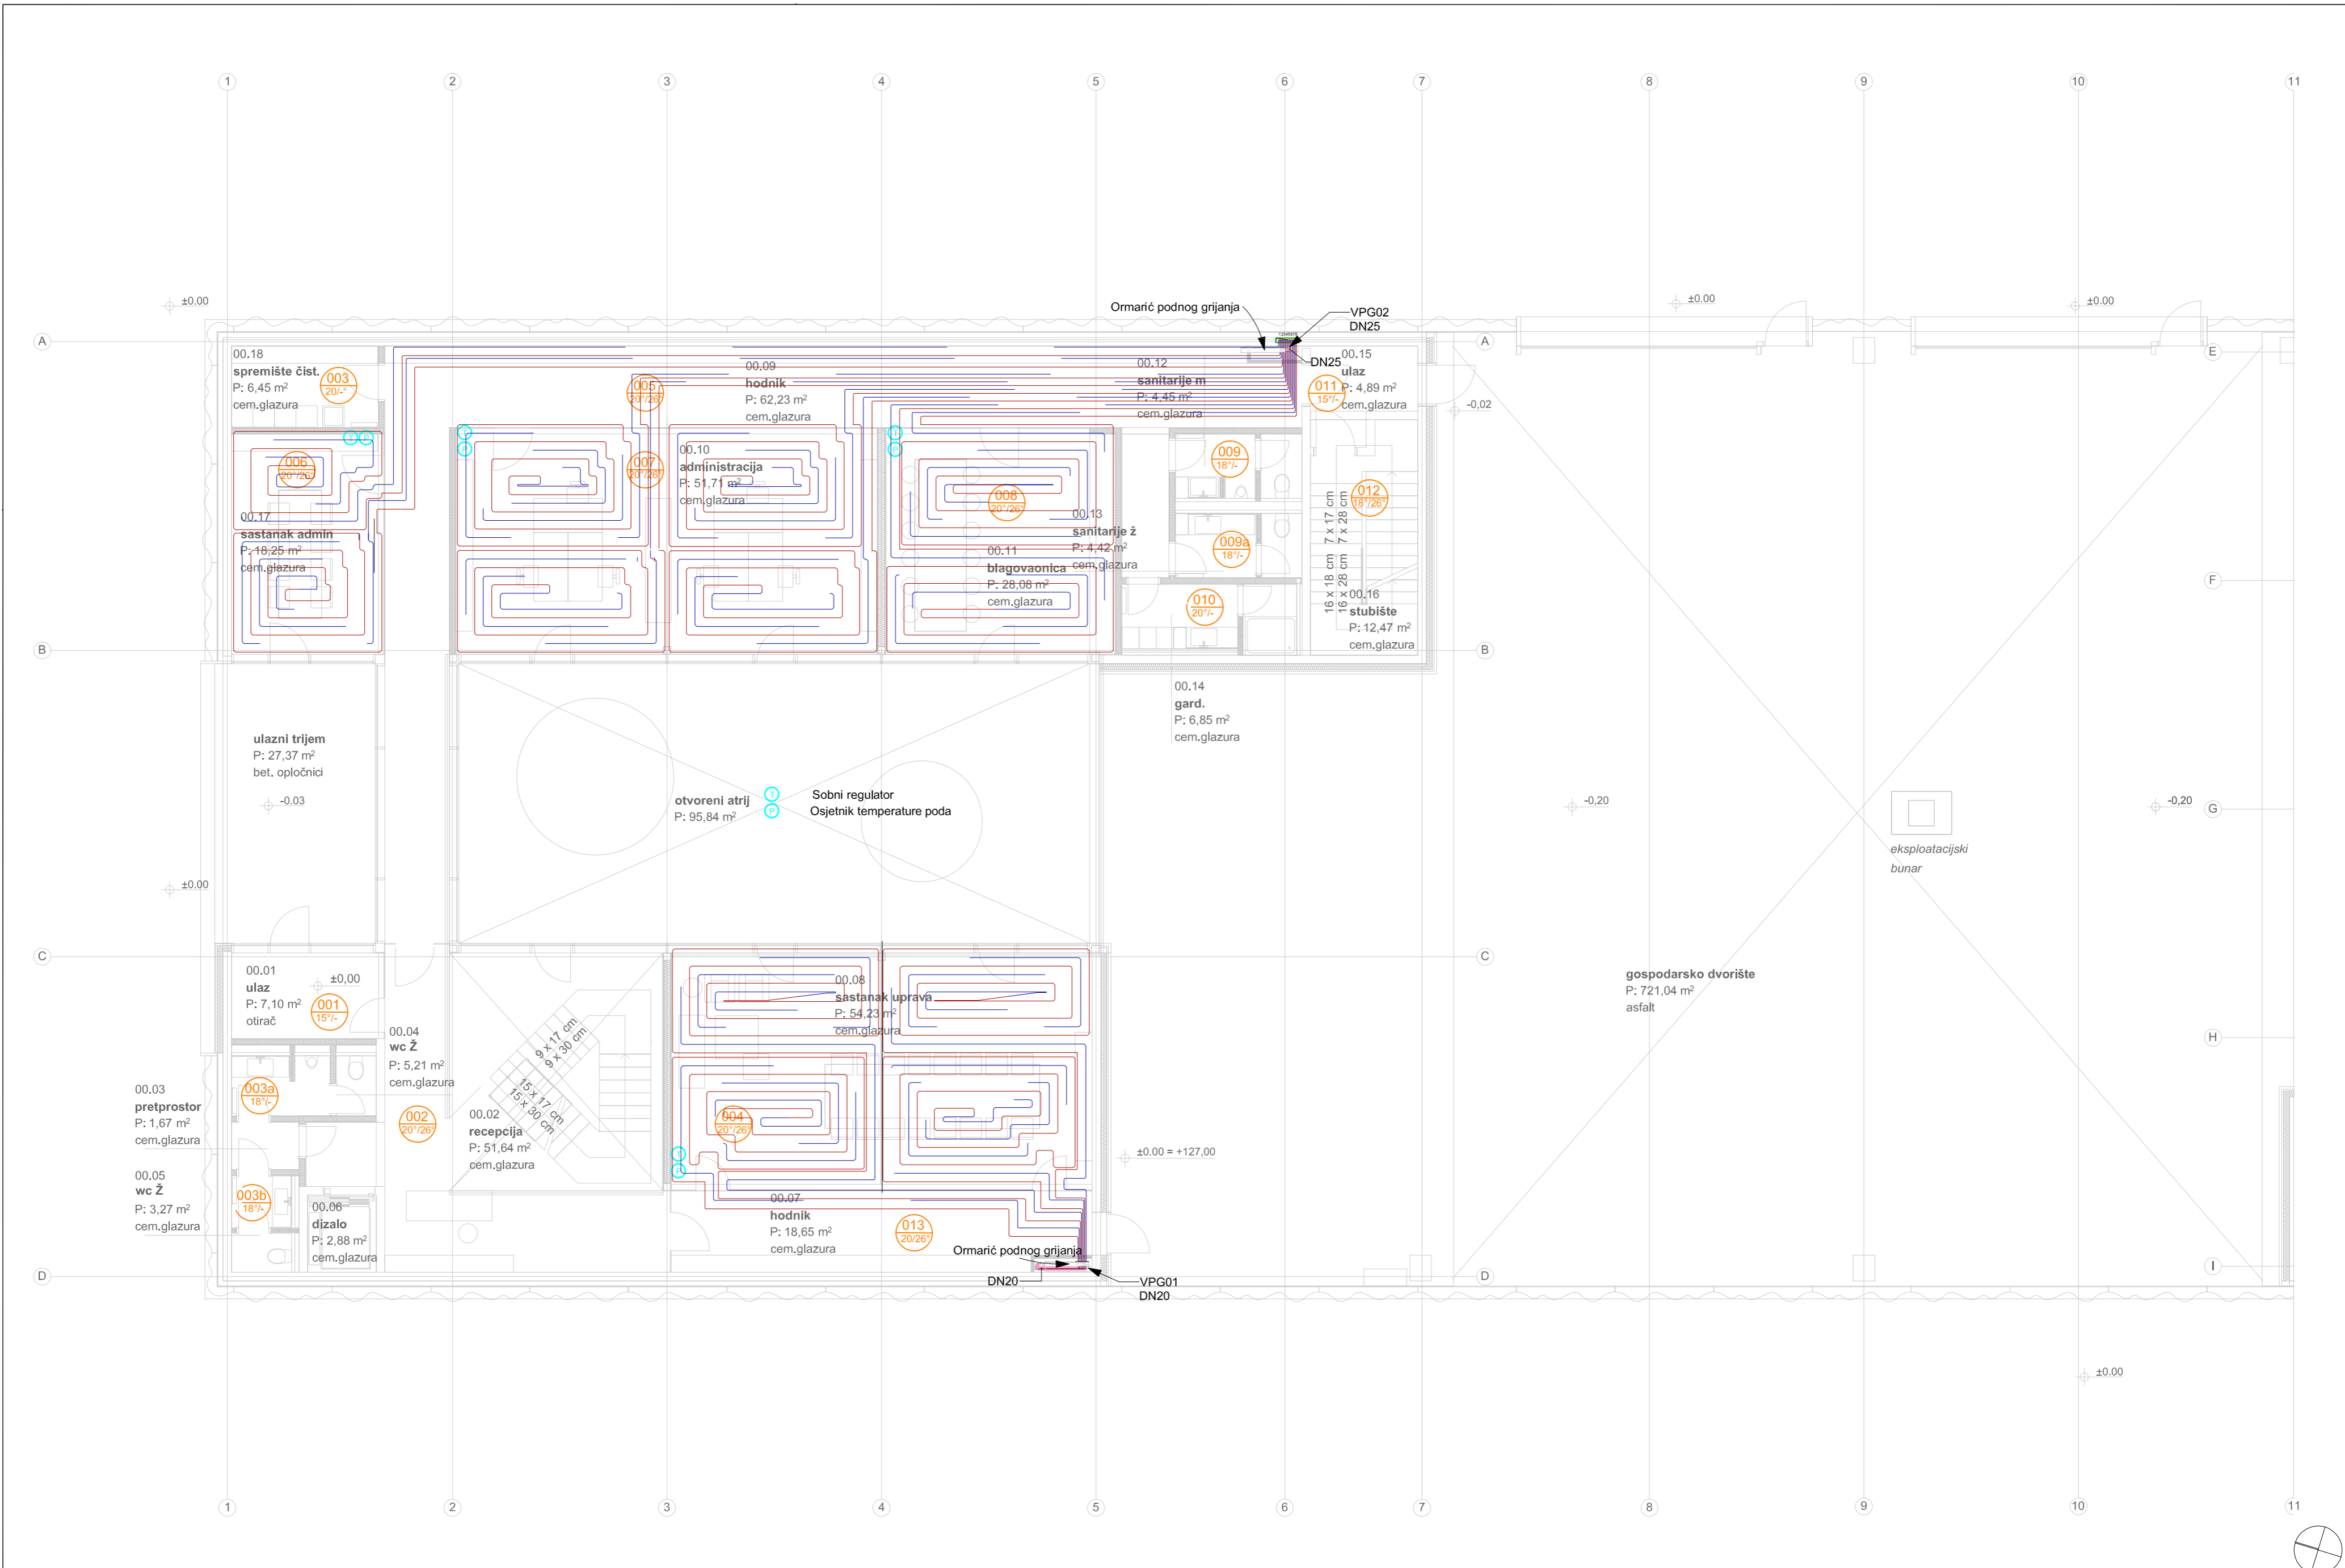 1 2 3 4 5 6 7 8 9 10 11
±0.00
±0.00
±0.00
Ormarić podnog grijanja
VPG02
DN25
12345678
DN25
A
A
E
00.18
spremište čist.
P: 6,45 m²
cem.glazura
003
20/-°
005
20°/26°
00.09
hodnik
P: 62,23 m²
cem.glazura
00.12
sanitarije m
P: 4,45 m²
cem.glazura
011
15°/-
00.15
ulaz
P: 4,89 m²
cem.glazura
-0,02
T P
T
P
T
P
006
20°/26°
007
20°/26°
00.10
administracija
P: 51,71 m²
cem.glazura
008
20°/26°
009
18°/-
012
18°/26°
00.17
sastanak admin
P: 18,25 m²
cem.glazura
00.13
sanitarije ž
P: 4,42 m²
cem.glazura
009a
18°/-
16 x 18 cm 7 x 17 cm
16 x 28 cm 7 x 28 cm
00.11
blagovaonica
P: 28,08 m²
cem.glazura
010
20°/-
00.16
stubište
P: 12,47 m²
cem.glazura
F
B
B
00.14
gard.
P: 6,85 m²
cem.glazura
ulazni trijem
P: 27,37 m²
bet. opločnici
-0.03
otvoreni atrij
P: 95,84 m²
T Sobni regulator
P Osjetnik temperature poda
-0,20
-0,20
G
eksploatacijski
bunar
±0.00
C
C
00.01
ulaz
P: 7,10 m²
otirač
±0,00
001
15°/-
00.04
wc Ž
P: 5,21 m²
cem.glazura
9 x 17 cm
9 x 30 cm
15 x 17 cm
15 x 30 cm
00.08
sastanak uprava
P: 54,23 m²
cem.glazura
gospodarsko dvorište
P: 721,04 m²
asfalt
H
00.03
pretprostor
P: 1,67 m²
cem.glazura
003a
18°/-
002
20°/26°
00.02
recepcija
P: 51,64 m²
cem.glazura
004
20°/26°
T
P
±0.00 = +127,00
00.05
wc Ž
P: 3,27 m²
cem.glazura
003b
18°/-
00.06
dizalo
P: 2,88 m²
cem.glazura
00.07
hodnik
P: 18,65 m²
cem.glazura
013
20/26°
Ormarić podnog grijanja
DN20
VPG01
DN20
D
D
I
±0.00
1 2 3 4 5 6 7 8 9 10 11